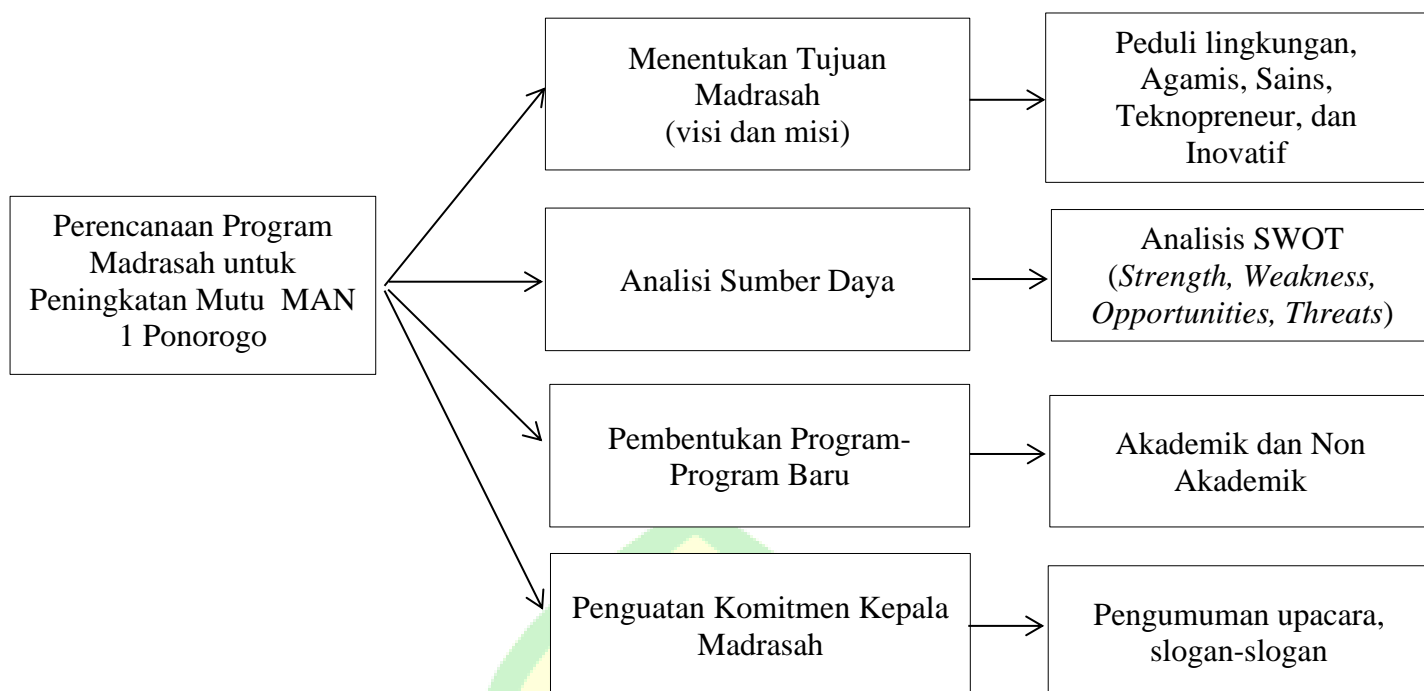 Perencanaan Program
Madrasah untuk
Peningkatan Mutu MAN
1 Ponorogo
Menentukan Tujuan
Madrasah
(visi dan misi)
Peduli lingkungan,
Agamis, Sains,
Teknopreneur, dan
Inovatif
Analisi Sumber Daya
Analisis SWOT
(Strength, Weakness,
Opportunities, Threats)
Pembentukan Program-
Program Baru
Akademik dan Non
Akademik
Penguatan Komitmen Kepala
Madrasah
Pengumuman upacara,
slogan-slogan